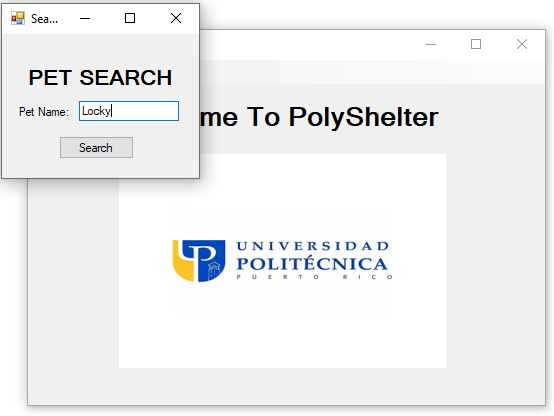 Sea...
PET SEARCH
Pet Name:
Locky
Search
me To PolyShelter
UNIVERSIDAD
POLITÉCNICA
PUERTO RICO